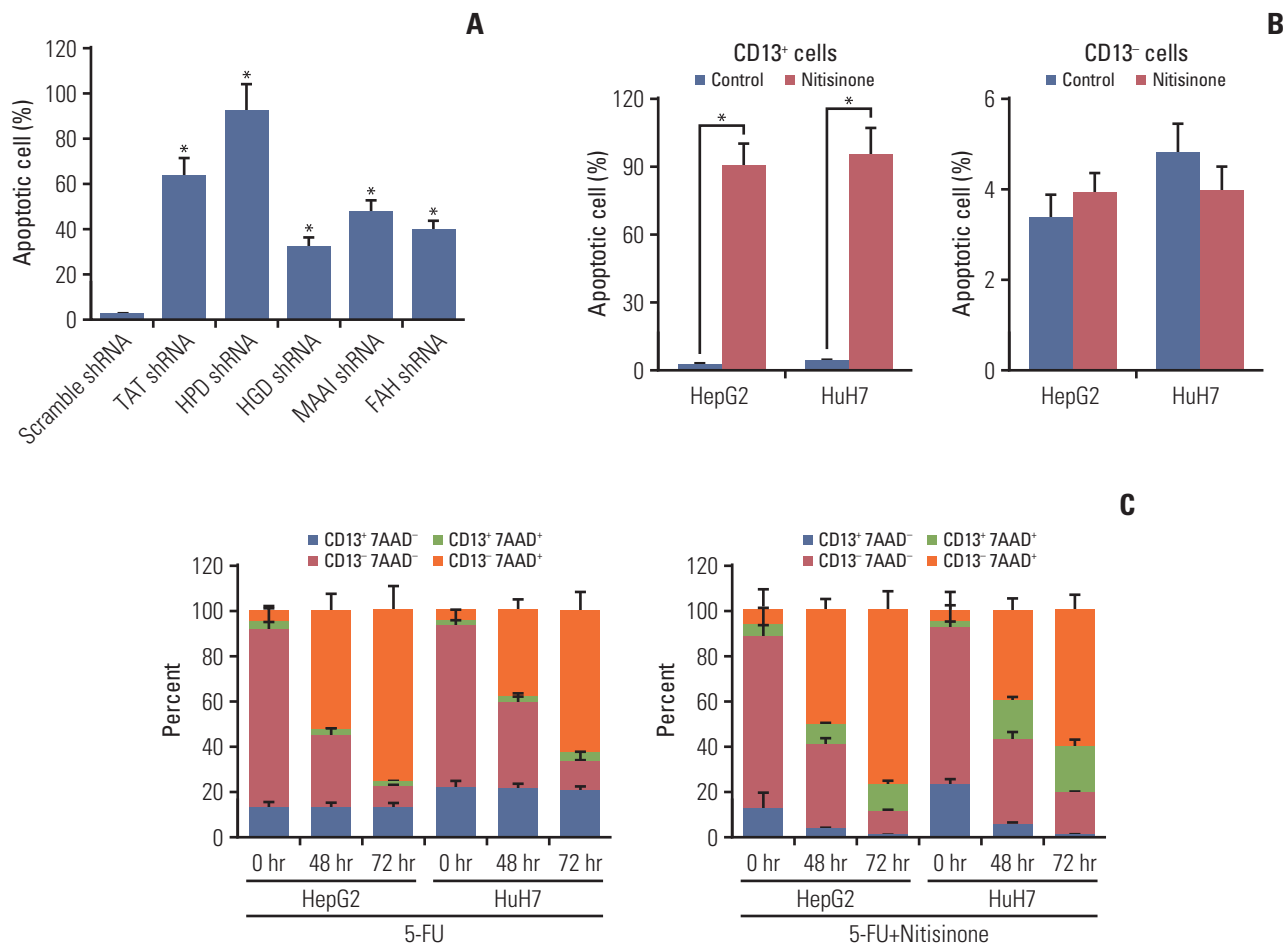 A
120
100
80
60
40
20
0
Apoptotic cell (%)
*
*
*
*
*
Scramble shRNA
TAT shRNA
HPD shRNA
HGD shRNA
MAAI shRNA
FAH shRNA
B
CD13⁺ cells
Control Nitisinone
120
90
60
30
0
Apoptotic cell (%)
*
*
HepG2 HuH7
CD13⁻ cells
Control Nitisinone
6
4
2
0
Apoptotic cell (%)
HepG2 HuH7
C
CD13⁺ 7AAD⁻ CD13⁺ 7AAD⁺
CD13⁻ 7AAD⁻ CD13⁻ 7AAD⁺
120
100
80
60
40
20
0
Percent
0 hr 48 hr 72 hr 0 hr 48 hr 72 hr
HepG2 HuH7
5-FU
CD13⁺ 7AAD⁻ CD13⁺ 7AAD⁺
CD13⁻ 7AAD⁻ CD13⁻ 7AAD⁺
120
100
80
60
40
20
0
Percent
0 hr 48 hr 72 hr 0 hr 48 hr 72 hr
HepG2 HuH7
5-FU+Nitisinone